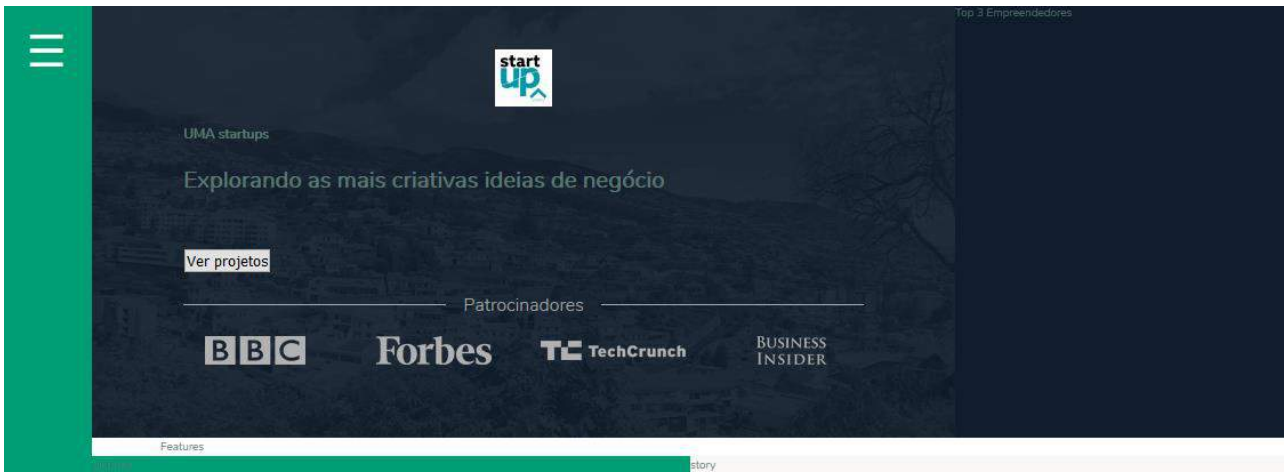 Top 3 Empreendedores
start
up
UMA startups
Explorando as mais criativas ideias de negócio
Ver projetos
Patrocinadores
BBC
Forbes
TC TechCrunch
BUSINESS
INSIDER
Features
story